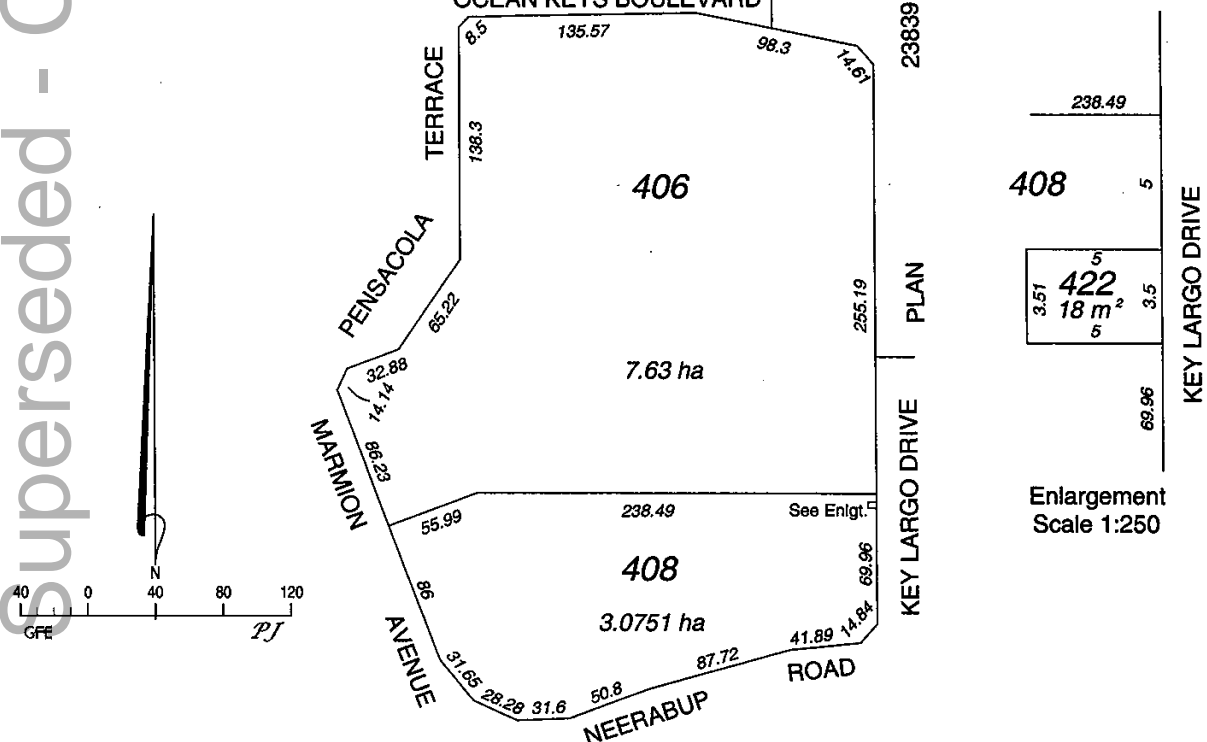 Superseded -
OCEAN KEYS BOULEVARD
8.5
135.57
98.3
14.61
23839
TERRACE
138.3
406
PENSACOLA
65.22
255.19
PLAN
32.88
14.14
7.63 ha
MARMION
86.23
55.99
238.49
See Enlgt.
KEY LARGO DRIVE
408
69.96
86
3.0751 ha
14.84
41.89
AVENUE
31.65
28.28
31.6
50.8
87.72
ROAD
NEERABUP
238.49
408
5
5
3.51
422
3.5
18 m²
5
69.96
KEY LARGO DRIVE
Enlargement
Scale 1:250
N
40 0 40 80 120
GFE
PJ